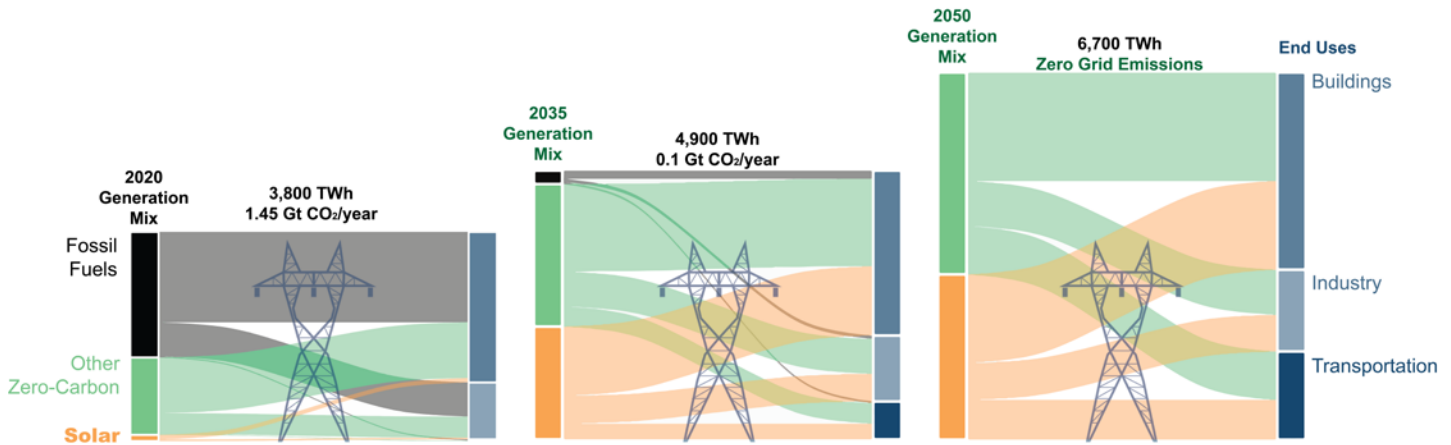 2020
Generation
Mix
3,800 TWh
1.45 Gt CO₂/year
Fossil
Fuels
Other
Zero-Carbon
Solar
2035
Generation
Mix
4,900 TWh
0.1 Gt CO₂/year
2050
Generation
Mix
6,700 TWh
Zero Grid Emissions
End Uses
Buildings
Industry
Transportation